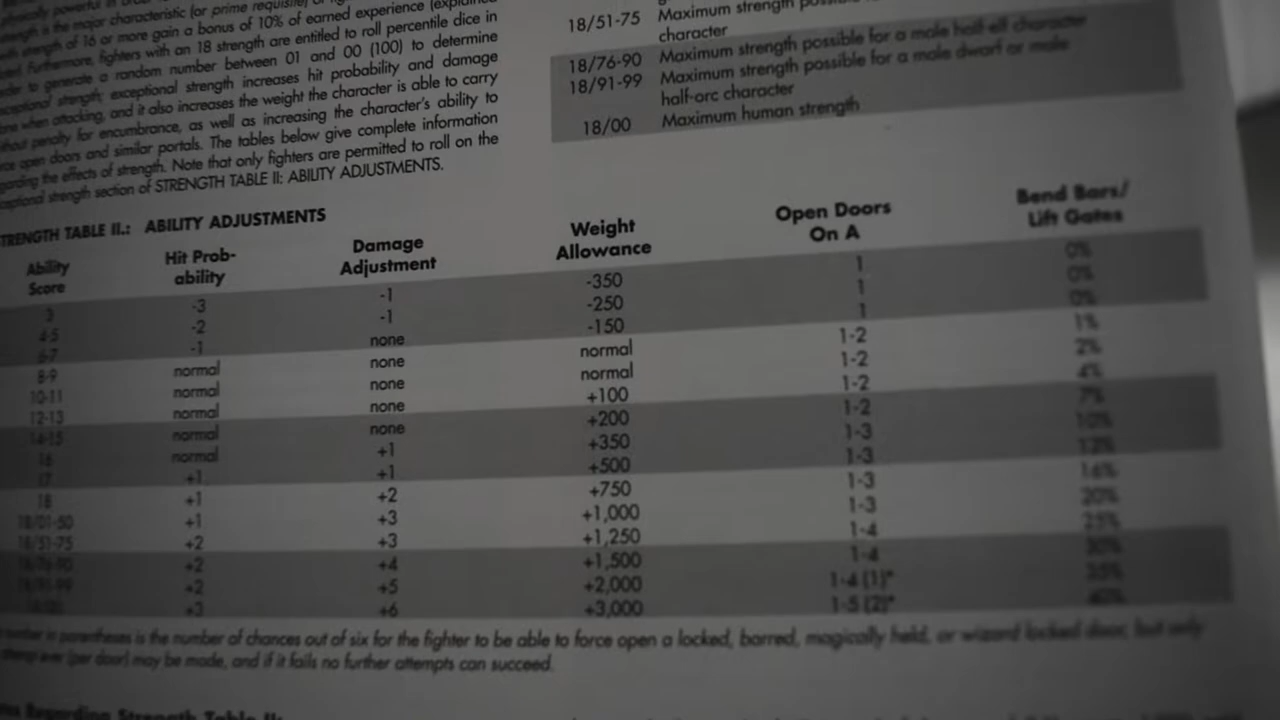 physically powerful in
strength is the major characteristic (or prime requisite)
strength of 16 or more gain a bonus of 10% of earned experience (explained
Furthermore, fighters with an 18 strength are entitled to roll percentile dice in
order to generate a random number between 01 and 00 (100) to determine
exceptional strength; exceptional strength increases hit probability and damage
done when attacking, and it also increases the weight the character is able to carry
without penalty for encumbrance, as well as increasing the character's ability to
force open doors and similar portals. The tables below give complete information
regarding the effects of strength. Note that only fighters are permitted to roll on the
exceptional strength section of STRENGTH TABLE II: ABILITY ADJUSTMENTS.
18/51-75 Maximum strength
character
18/76-90 Maximum strength possible for a male half-elf character
18/91-99 Maximum strength possible for a male dwarf or male
half-orc character
18/00 Maximum human strength
STRENGTH TABLE II.: ABILITY ADJUSTMENTS
Ability Score Hit Prob-ability Damage Adjustment Weight Allowance Open Doors On A Bend Bars/ Lift Gates
3 -3 -1 -350 1 0%
4-5 -2 -1 -250 1 0%
6-7 -1 none -150 1 0%
8-9 normal none normal 1-2 1%
10-11 normal none normal 1-2 2%
12-13 normal none +100 1-2 4%
14-15 normal none +200 1-2 7%
16 normal +1 +350 1-3 10%
17 +1 +1 +500 1-3 13%
18 +1 +2 +750 1-3 16%
18/01-50 +1 +3 +1,000 1-3 20%
18/51-75 +2 +3 +1,250 1-4 25%
18/76-90 +2 +4 +1,500 1-4 30%
18/91-99 +2 +5 +2,000 1-4 (1)* 35%
+3 +6 +3,000 1-5 (2)* 40%
number in parentheses is the number of chances out of six for the fighter to be able to force open a locked, barred, magically held, or wizard locked door, but only
attempt ever (per door) may be made, and if it fails no further attempts can succeed.
Regarding Strength Table II: